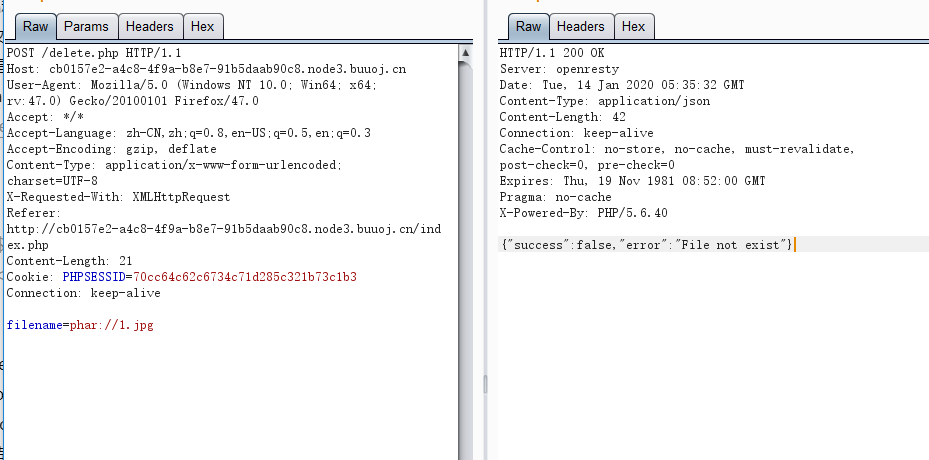 Raw Params Headers Hex
POST /delete.php HTTP/1.1
Host: cb0157e2-a4c8-4f9a-b8e7-91b5daab90c8.node3.buuoj.cn
User-Agent: Mozilla/5.0 (Windows NT 10.0; Win64; x64;
rv:47.0) Gecko/20100101 Firefox/47.0
Accept: */*
Accept-Language: zh-CN,zh;q=0.8,en-US;q=0.5,en;q=0.3
Accept-Encoding: gzip, deflate
Content-Type: application/x-www-form-urlencoded;
charset=UTF-8
X-Requested-With: XMLHttpRequest
Referer:
http://cb0157e2-a4c8-4f9a-b8e7-91b5daab90c8.node3.buuoj.cn/ind
ex.php
Content-Length: 21
Cookie: PHPSESSID=70cc64c62c6734c71d285c321b73c1b3
Connection: keep-alive
filename=phar://1.jpg
Raw Headers Hex
HTTP/1.1 200 OK
Server: openresty
Date: Tue, 14 Jan 2020 05:35:32 GMT
Content-Type: application/json
Content-Length: 42
Connection: keep-alive
Cache-Control: no-store, no-cache, must-revalidate,
post-check=0, pre-check=0
Expires: Thu, 19 Nov 1981 08:52:00 GMT
Pragma: no-cache
X-Powered-By: PHP/5.6.40
{"success":false,"error":"File not exist"}